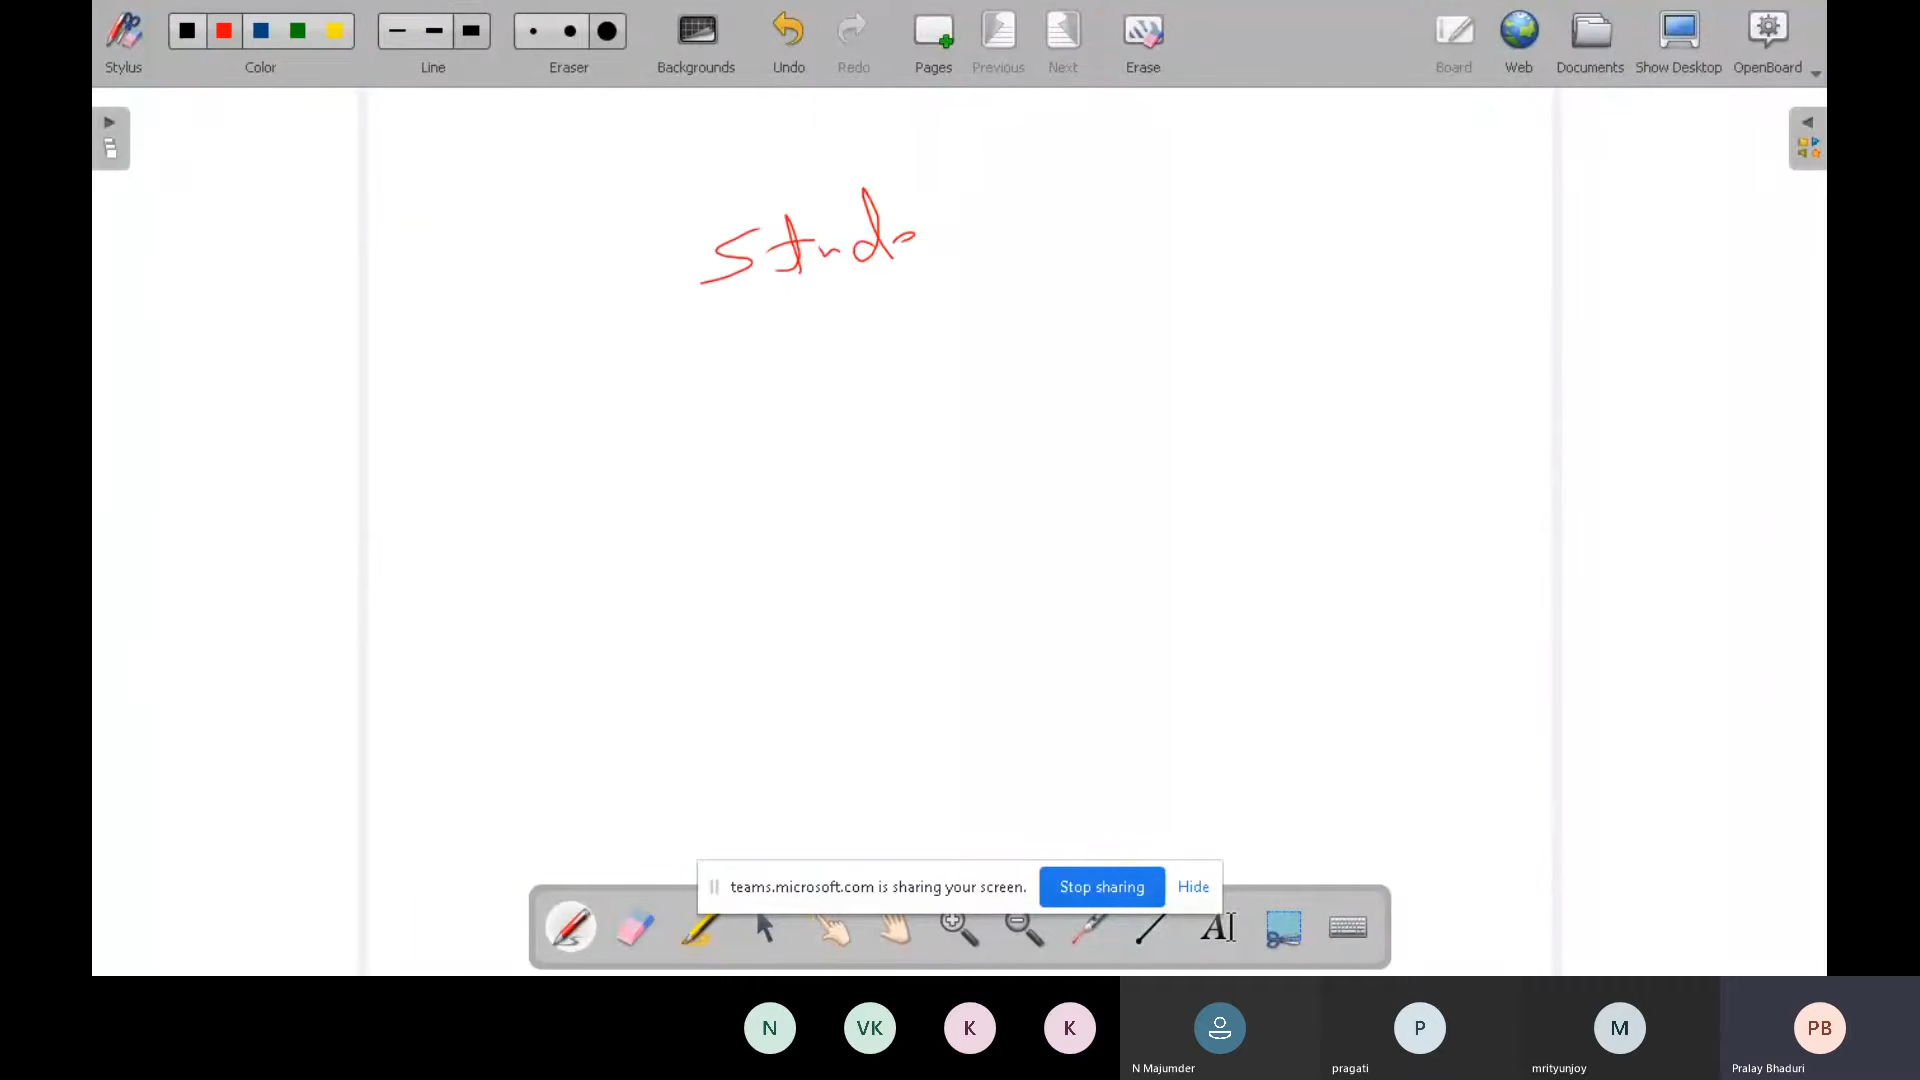 Stylus
Color
Line
Eraser
Backgrounds
Undo
Redo
Pages
Previous
Next
Erase
Board
Web
Documents
Show Desktop
OpenBoard
teams.microsoft.com is sharing your screen.
Stop sharing
Hide
A
N
VK
K
K
P
M
PB
N Majumder
pragati
mrityunjoy
Pralay Bhaduri